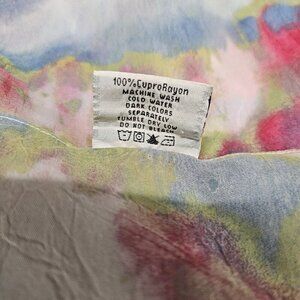 100%CuproRayon
MACHINE WASH
COLD WATER
DARK COLORS
SEPARATELY
TUMBLE DRY LOW
DO NOT BLEACH